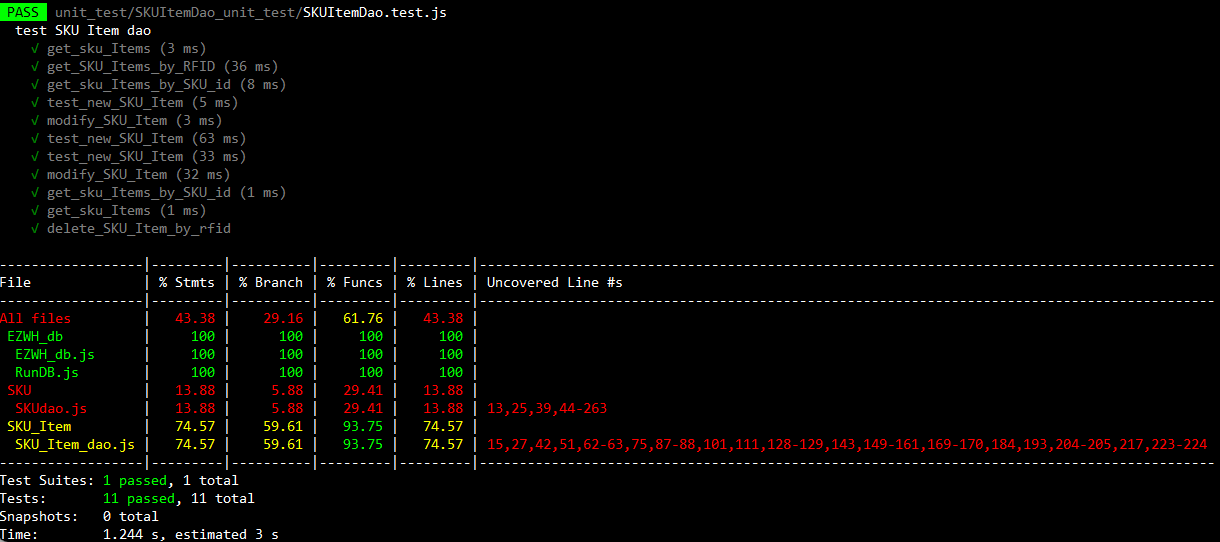 PASS unit_test/SKUItemDao_unit_test/SKUItemDao.test.js
  test SKU Item dao
    √ get_sku_Items (3 ms)
    √ get_SKU_Items_by_RFID (36 ms)
    √ get_sku_Items_by_SKU_id (8 ms)
    √ test_new_SKU_Item (5 ms)
    √ modify_SKU_Item (3 ms)
    √ test_new_SKU_Item (63 ms)
    √ test_new_SKU_Item (33 ms)
    √ modify_SKU_Item (32 ms)
    √ get_sku_Items_by_SKU_id (1 ms)
    √ get_sku_Items (1 ms)
    √ delete_SKU_Item_by_rfid
File | % Stmts | % Branch | % Funcs | % Lines | Uncovered Line #s
All files | 43.38 | 29.16 | 61.76 | 43.38 |
 EZWH_db | 100 | 100 | 100 | 100 |
  EZWH_db.js | 100 | 100 | 100 | 100 |
  RunDB.js | 100 | 100 | 100 | 100 |
 SKU | 13.88 | 5.88 | 29.41 | 13.88 |
  SKUdao.js | 13.88 | 5.88 | 29.41 | 13.88 | 13,25,39,44-263
 SKU_Item | 74.57 | 59.61 | 93.75 | 74.57 |
  SKU_Item_dao.js | 74.57 | 59.61 | 93.75 | 74.57 | 15,27,42,51,62-63,75,87-88,101,111,128-129,143,149-161,169-170,184,193,204-205,217,223-224
Test Suites: 1 passed, 1 total
Tests:       11 passed, 11 total
Snapshots:   0 total
Time:        1.244 s, estimated 3 s